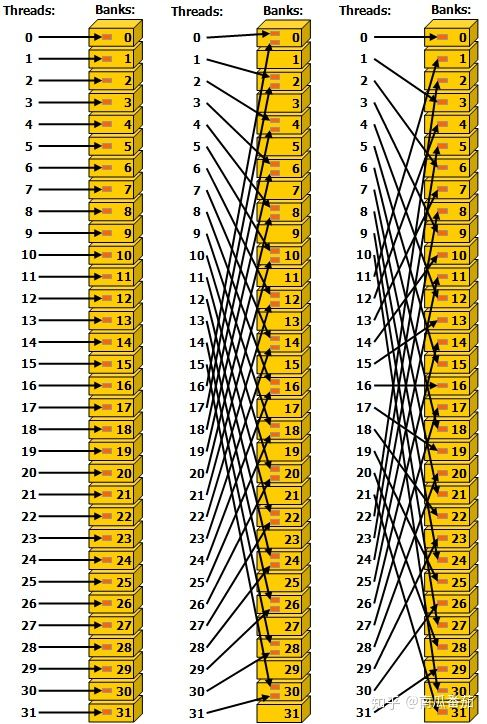 Threads: Banks: Threads: Banks: Threads: Banks:
0 0 0 0 0 0
1 1 1 1 1 1
2 2 2 2 2 2
3 3 3 3 3 3
4 4 4 4 4 4
5 5 5 5 5 5
6 6 6 6 6 6
7 7 7 7 7 7
8 8 8 8 8 8
9 9 9 9 9 9
10 10 10 10 10 10
11 11 11 11 11 11
12 12 12 12 12 12
13 13 13 13 13 13
14 14 14 14 14 14
15 15 15 15 15 15
16 16 16 16 16 16
17 17 17 17 17 17
18 18 18 18 18 18
19 19 19 19 19 19
20 20 20 20 20 20
21 21 21 21 21 21
22 22 22 22 22 22
23 23 23 23 23 23
24 24 24 24 24 24
25 25 25 25 25 25
26 26 26 26 26 26
27 27 27 27 27 27
28 28 28 28 28 28
29 29 29 29 29 29
30 30 30 30 30 30
31 31 31 31 31 31
知乎 @南瓜番茄